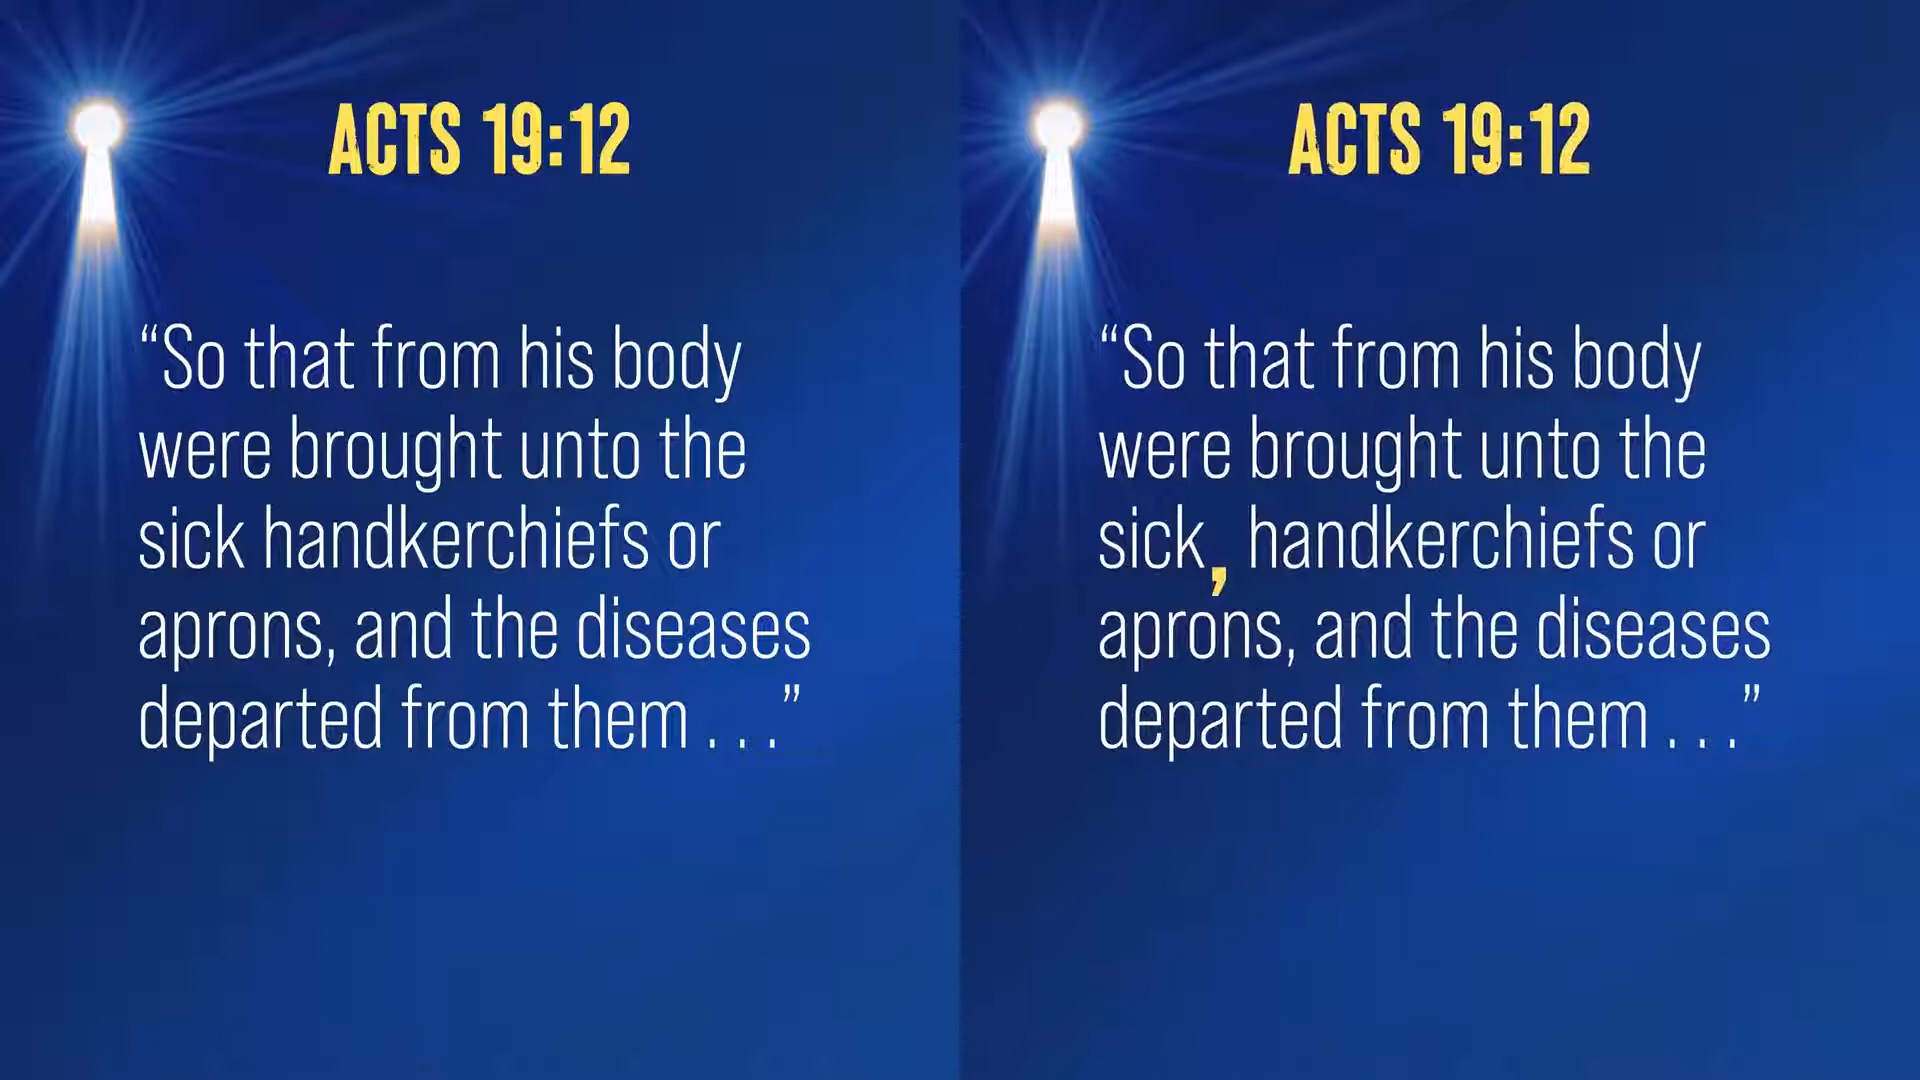 ACTS 19:12
“So that from his body
were brought unto the
sick handkerchiefs or
aprons, and the diseases
departed from them . . .”
ACTS 19:12
“So that from his body
were brought unto the
sick, handkerchiefs or
aprons, and the diseases
departed from them . . .”